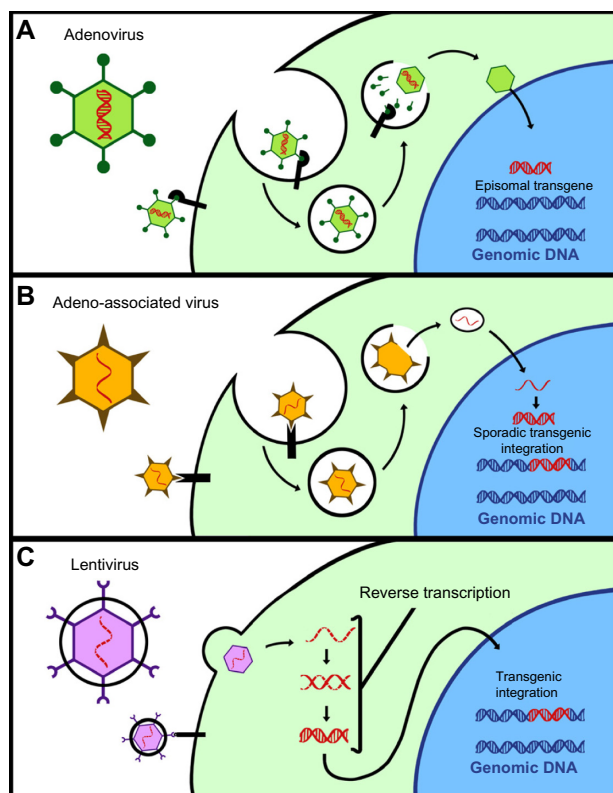 A
Adenovirus
Episomal transgene
Genomic DNA
B
Adeno-associated virus
Sporadic transgenic
integration
Genomic DNA
C
Lentivirus
Reverse transcription
Transgenic
integration
Genomic DNA